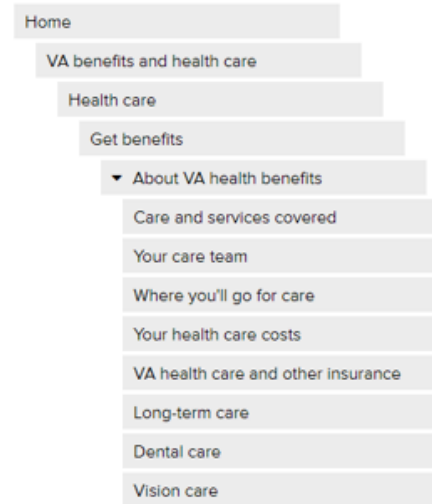 Home
VA benefits and health care
Health care
Get benefits
About VA health benefits
Care and services covered
Your care team
Where you'll go for care
Your health care costs
VA health care and other insurance
Long-term care
Dental care
Vision care